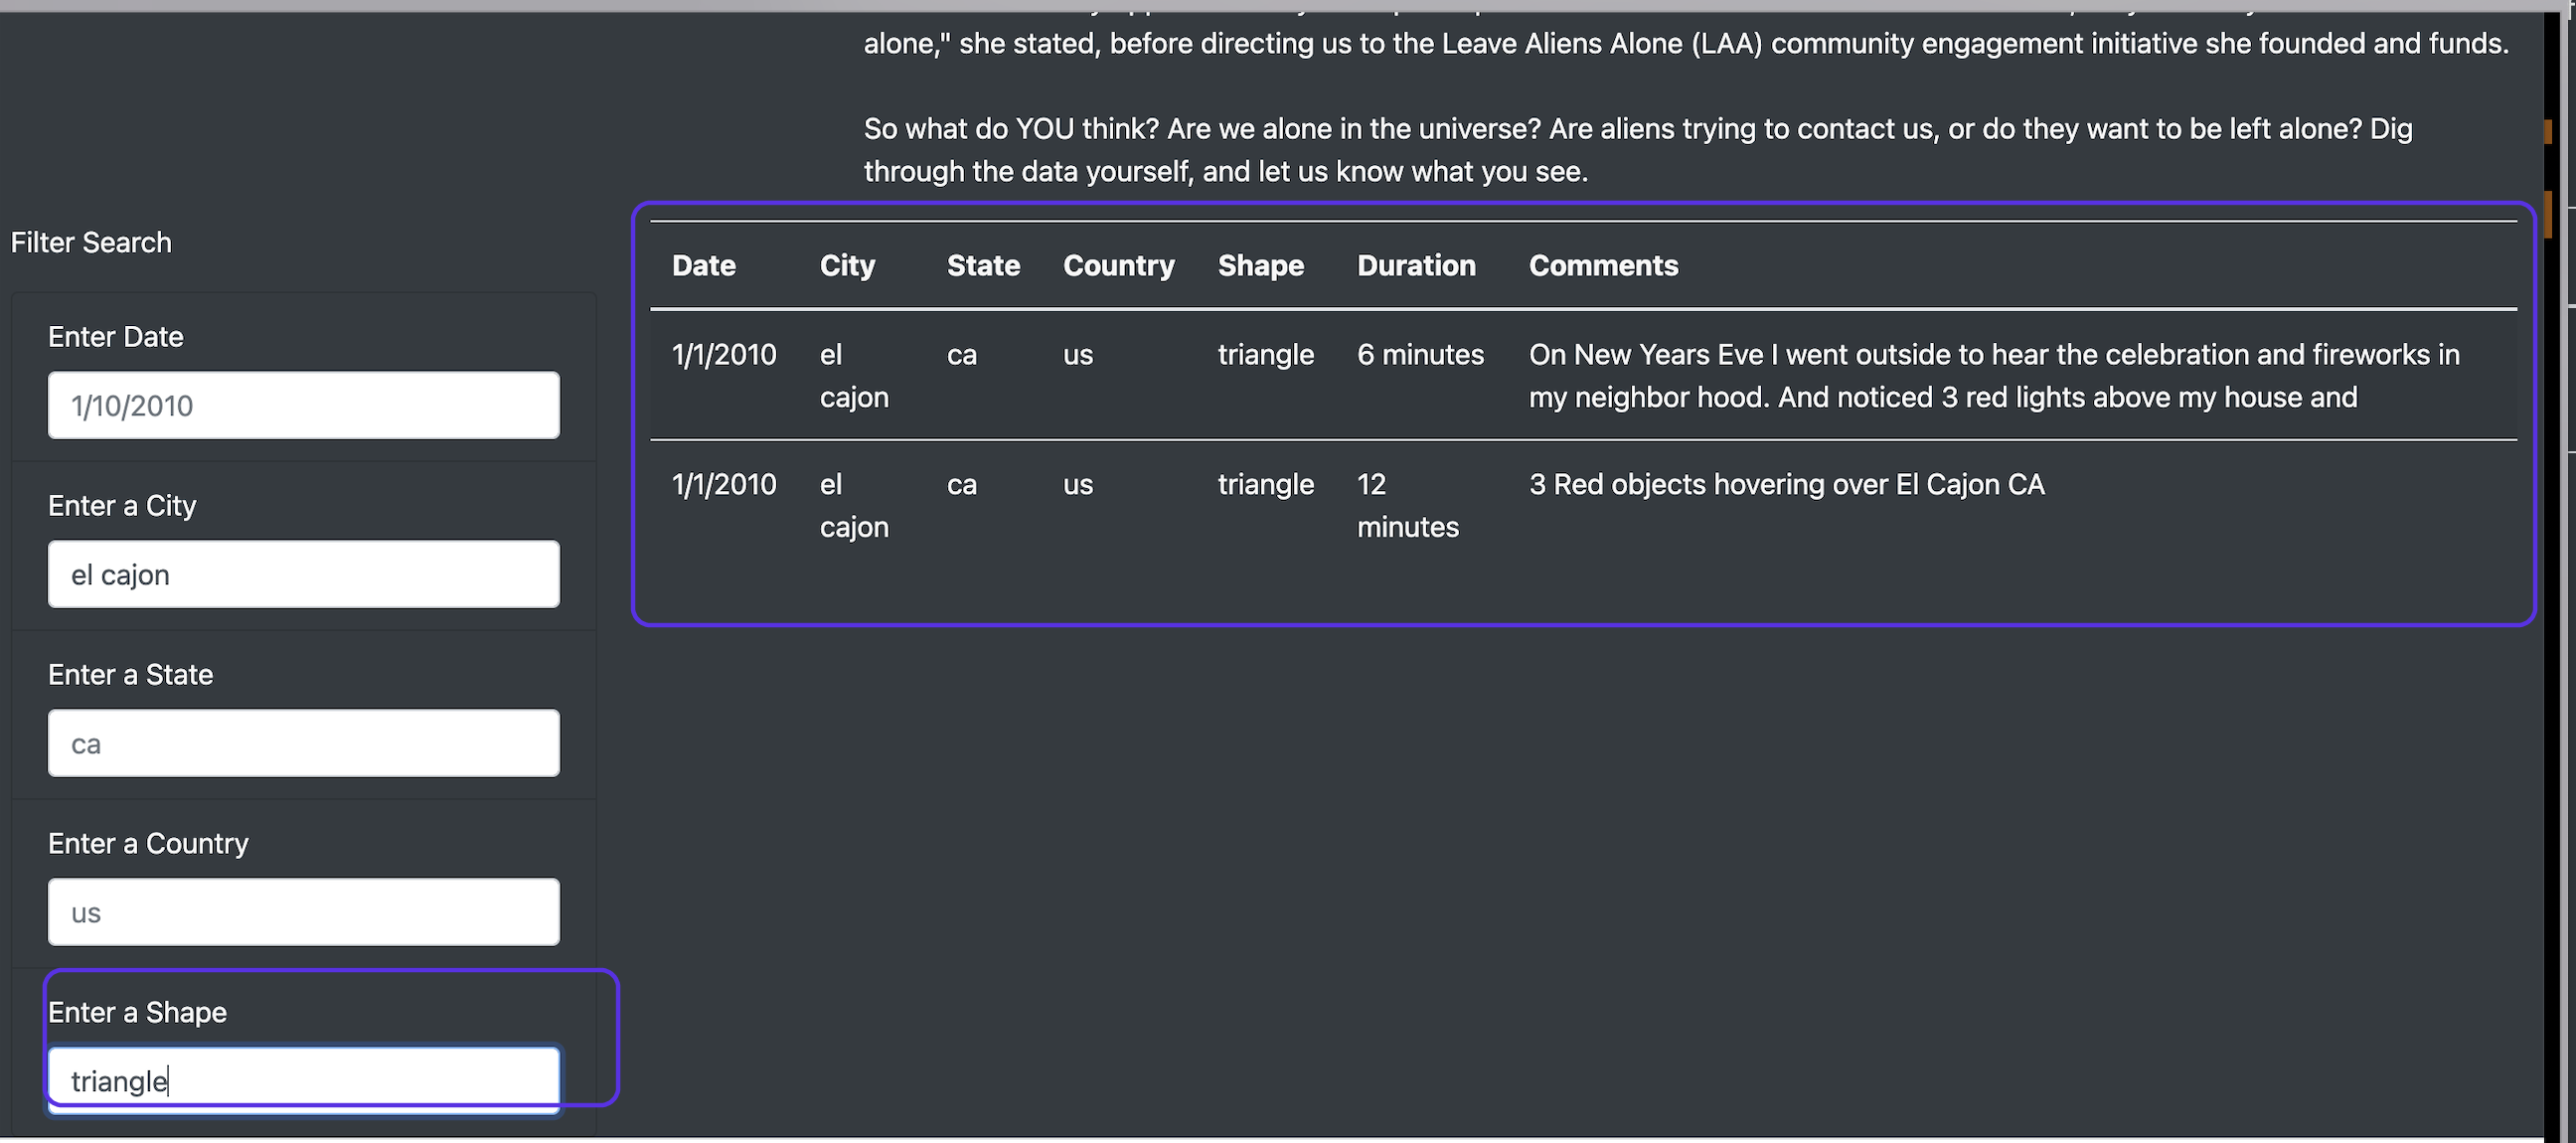 alone," she stated, before directing us to the Leave Aliens Alone (LAA) community engagement initiative she founded and funds.
So what do YOU think? Are we alone in the universe? Are aliens trying to contact us, or do they want to be left alone? Dig
through the data yourself, and let us know what you see.
Filter Search
Enter Date
1/10/2010
Enter a City
el cajon
Enter a State
ca
Enter a Country
us
Enter a Shape
triangle
Date City State Country Shape Duration Comments
1/1/2010 el ca us triangle 6 minutes On New Years Eve I went outside to hear the celebration and fireworks in
cajon my neighbor hood. And noticed 3 red lights above my house and
1/1/2010 el ca us triangle 12 3 Red objects hovering over El Cajon CA
cajon minutes